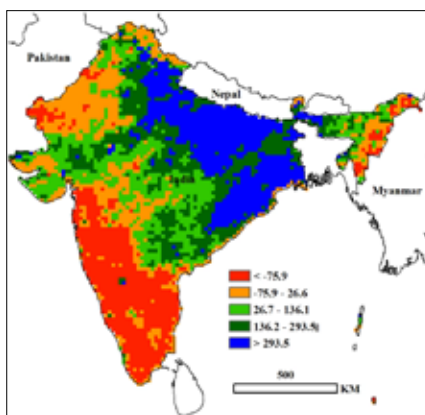 Pakistan
Nepal
India
Myanmar
< -75.9
-75.9 - 26.6
26.7 - 136.1
136.2 - 293.5
> 293.5
500
KM